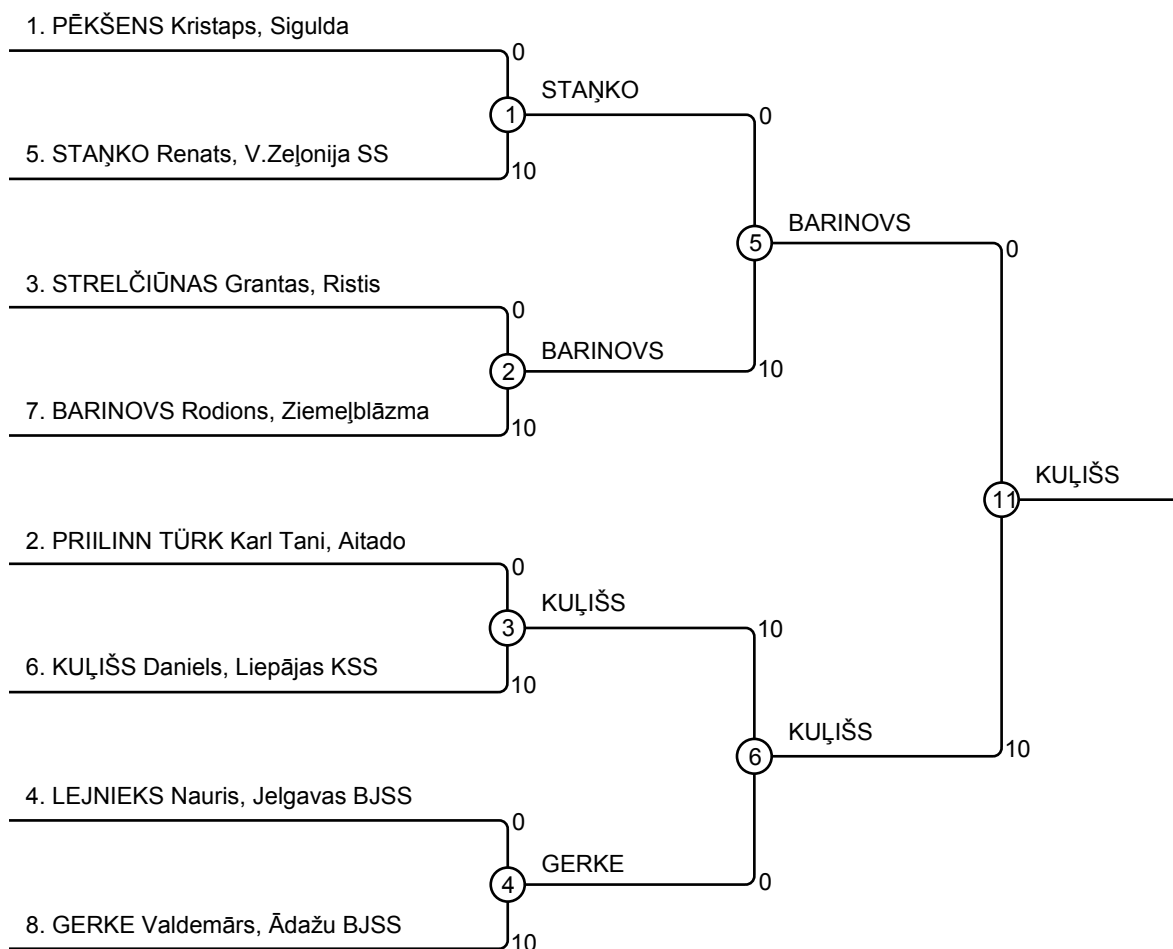 1. PĒKŠENS Kristaps, Sigulda
0
STAŅKO
1
0
5. STAŅKO Renats, V.Zeļonija SS
10
BARINOVS
5
0
3. STRELČIŪNAS Grantas, Ristis
0
BARINOVS
2
10
7. BARINOVS Rodions, Ziemeļblāzma
10
KUĻIŠS
11
2. PRIILINN TÜRK Karl Tani, Aitado
0
KUĻIŠS
3
10
6. KUĻIŠS Daniels, Liepājas KSS
10
KUĻIŠS
6
10
4. LEJNIEKS Nauris, Jelgavas BJSS
0
GERKE
4
0
8. GERKE Valdemārs, Ādažu BJSS
10